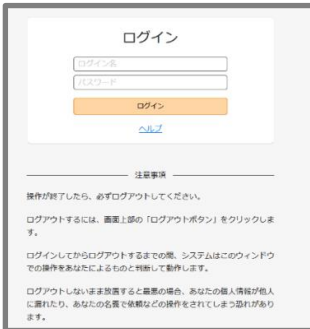 ログイン
ログイン名
パスワード
ログイン
ヘルプ
注意事項
操作が終了したら、必ずログアウトしてください。
ログアウトするには、画面上部の「ログアウトボタン」をクリックしま
す。
ログインしてからログアウトするまでの間、システムはこのウィンドウ
での操作をあなたによるものと判断して動作します。
ログアウトしないまま放置すると最悪の場合、あなたの個人情報が他人
に漏れたり、あなたの名義で依頼などの操作をされてしまう恐れがあり
ます。